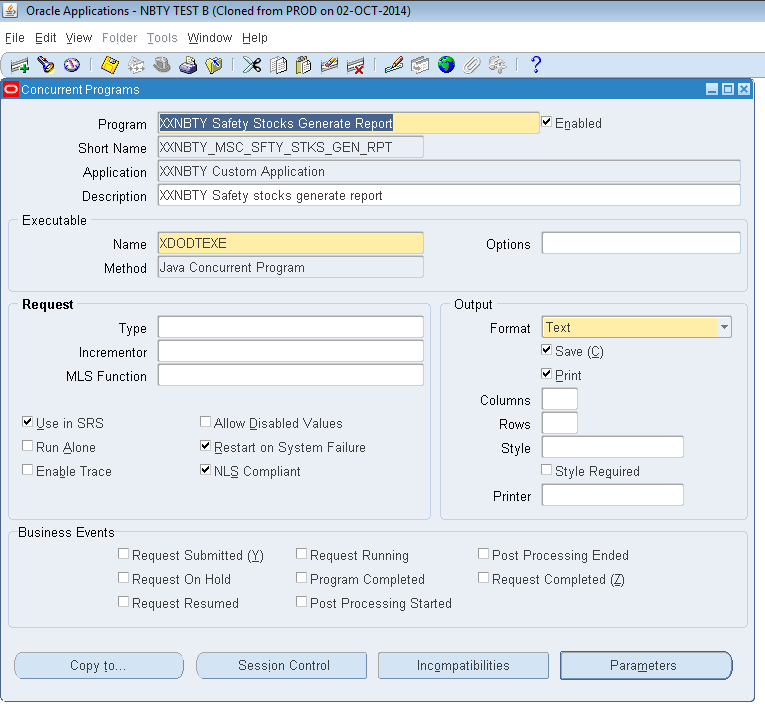 Oracle Applications - NBTY TEST B (Cloned from PROD on 02-OCT-2014)
File Edit View Folder Tools Window Help
?
Concurrent Programs
Program XXNBTY Safety Stocks Generate Report Enabled
Short Name XXNBTY_MSC_SFTY_STKS_GEN_RPT
Application XXNBTY Custom Application
Description XXNBTY Safety stocks generate report
Executable
Name XDODTEXE Options
Method Java Concurrent Program
Request Output
Type Format Text
Incrementor Save (C)
MLS Function Print
Columns
Use in SRS Allow Disabled Values Rows
Run Alone Restart on System Failure Style
Enable Trace NLS Compliant Style Required
Printer
Business Events
Request Submitted (Y) Request Running Post Processing Ended
Request On Hold Program Completed Request Completed (Z)
Request Resumed Post Processing Started
Copy to... Session Control Incompatibilities Parameters